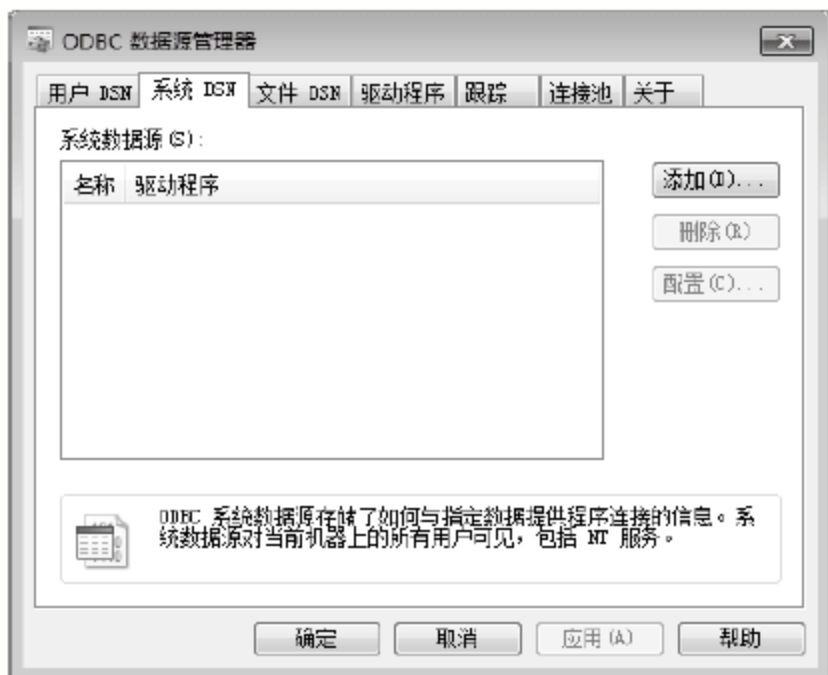 ODBC 数据源管理器
用户 DSN 系统 DSN 文件 DSN 驱动程序 跟踪 连接池 关于
系统数据源(S):
名称 驱动程序
添加(D)...
删除(R)
配置(C)...
ODBC 系统数据源存储了如何与指定数据提供程序连接的信息。系
统数据源对当前机器上的所有用户可见，包括 NT 服务。
确定 取消 应用(A) 帮助